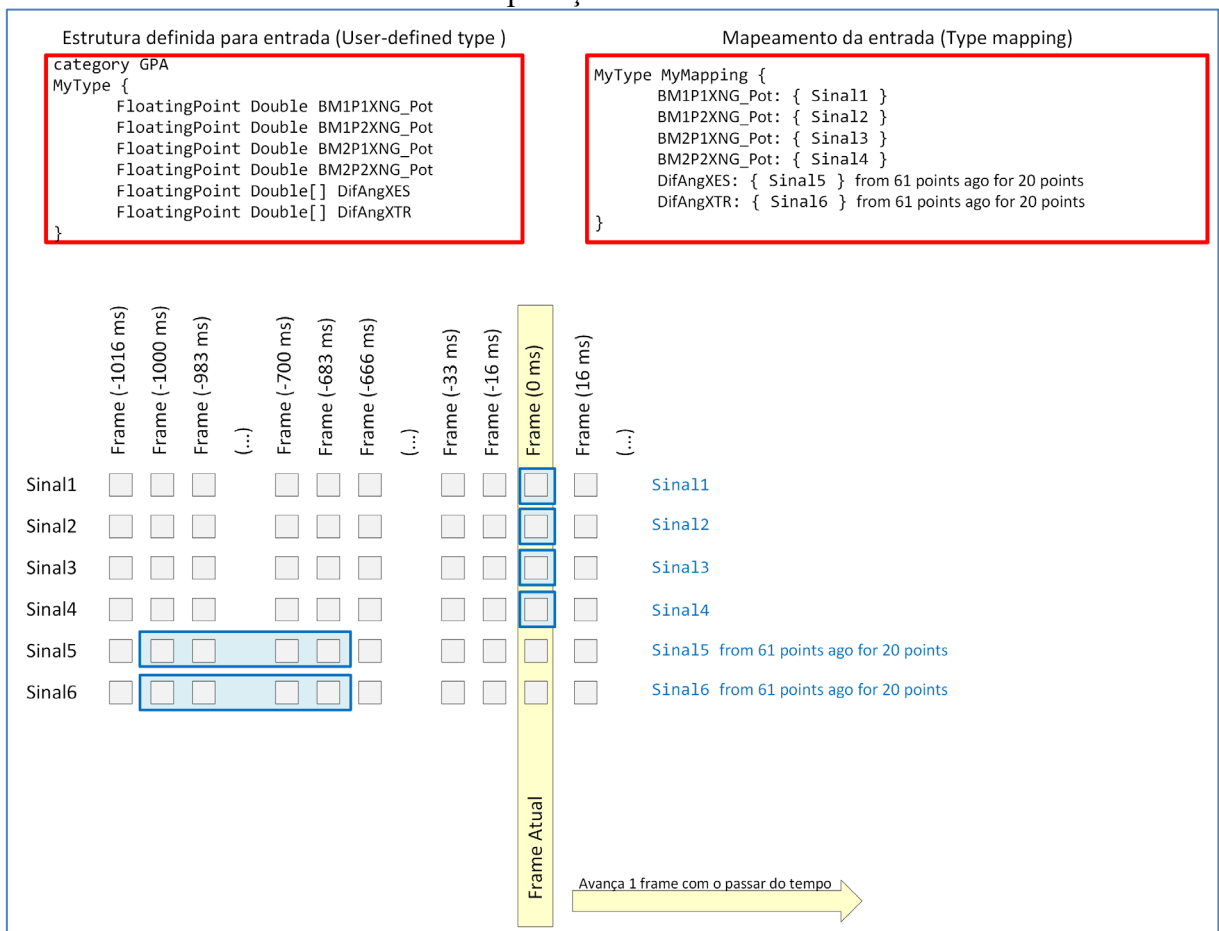 Estrutura definida para entrada (User-defined type )
category GPA
MyType {
FloatingPoint Double BM1P1XNG_Pot
FloatingPoint Double BM1P2XNG_Pot
FloatingPoint Double BM2P1XNG_Pot
FloatingPoint Double BM2P2XNG_Pot
FloatingPoint Double[] DifAngXES
FloatingPoint Double[] DifAngXTR
}
Mapeamento da entrada (Type mapping)
MyType MyMapping {
BM1P1XNG_Pot: { Sinal1 }
BM1P2XNG_Pot: { Sinal2 }
BM2P1XNG_Pot: { Sinal3 }
BM2P2XNG_Pot: { Sinal4 }
DifAngXES: { Sinal5 } from 61 points ago for 20 points
DifAngXTR: { Sinal6 } from 61 points ago for 20 points
}
Frame (-1016 ms)
Frame (-1000 ms)
Frame (-983 ms)
(...)
Frame (-700 ms)
Frame (-683 ms)
Frame (-666 ms)
(...)
Frame (-33 ms)
Frame (-16 ms)
Frame (0 ms)
Frame (16 ms)
(...)
Sinal1 Sinal1
Sinal2 Sinal2
Sinal3 Sinal3
Sinal4 Sinal4
Sinal5 Sinal5 from 61 points ago for 20 points
Sinal6 Sinal6 from 61 points ago for 20 points
Frame Atual
Avança 1 frame com o passar do tempo